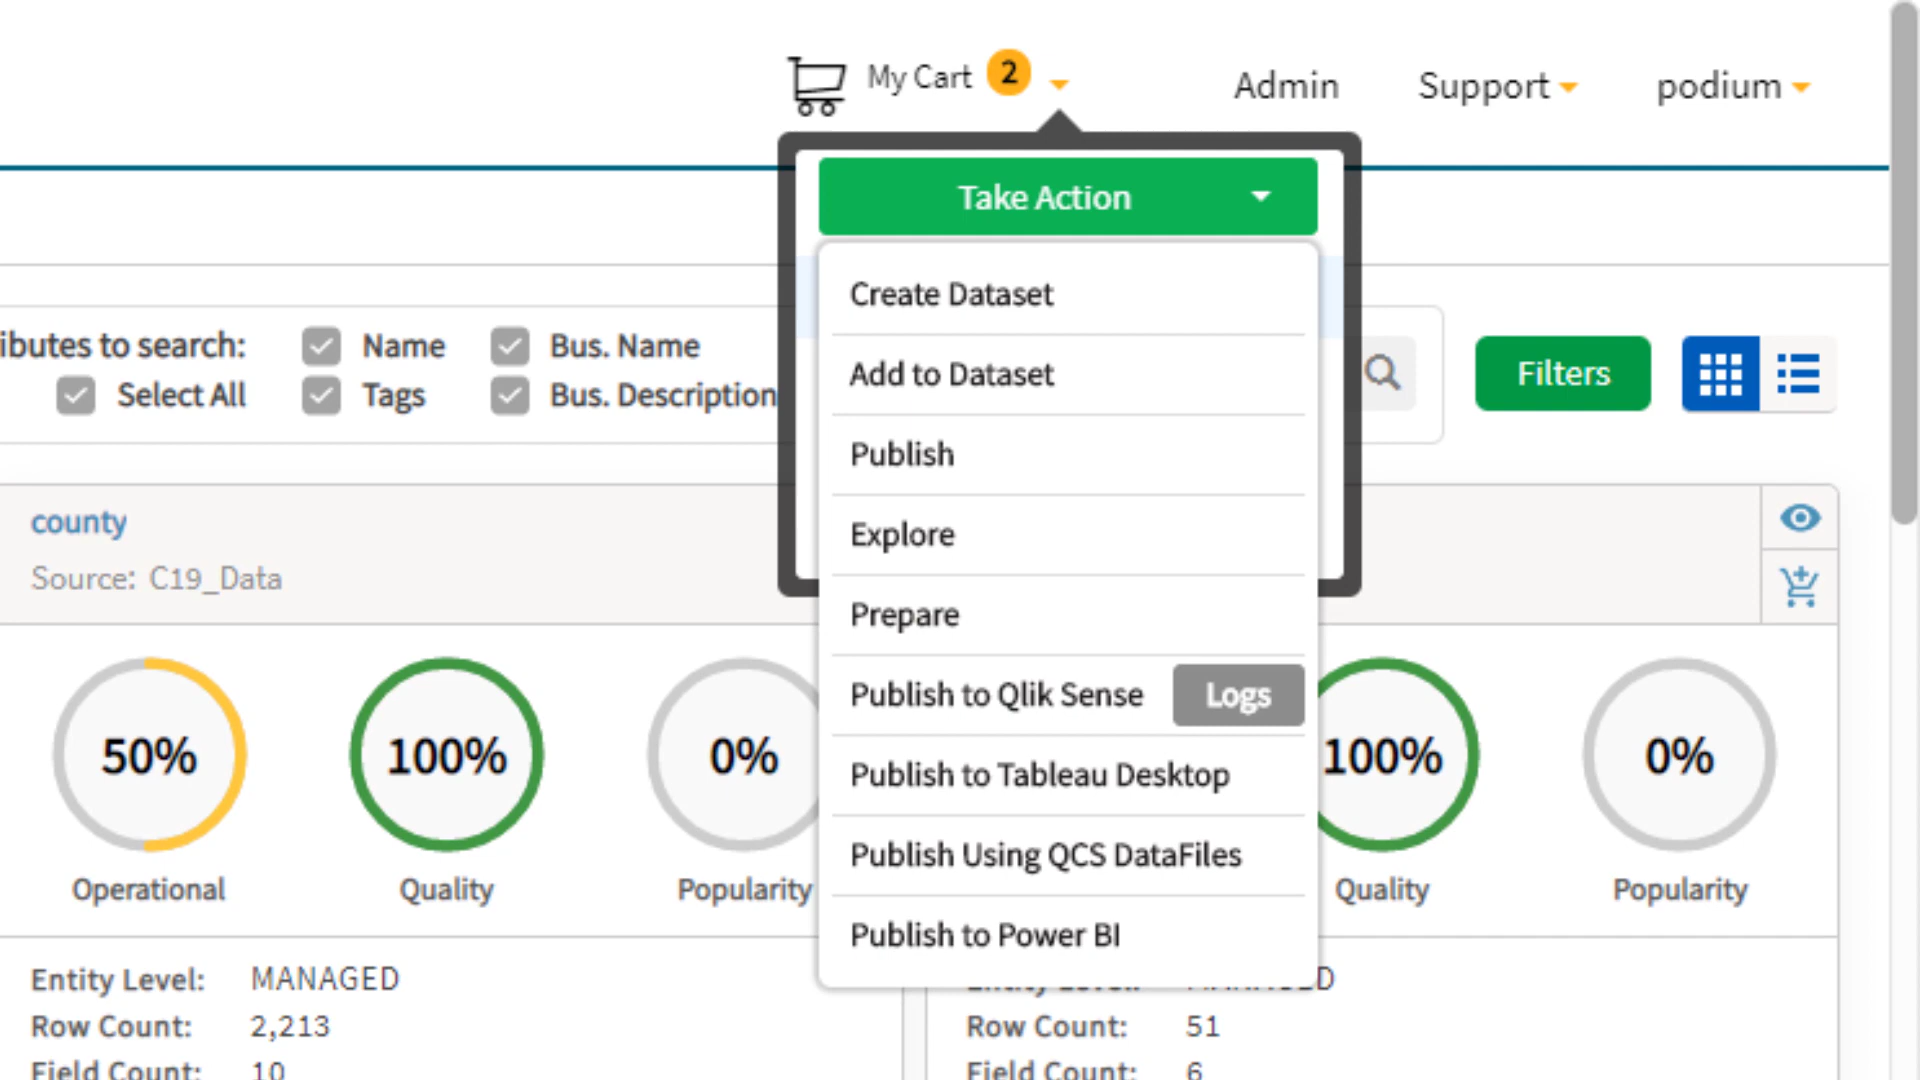 My Cart 2
Admin
Support
podium
Take Action
Create Dataset
Add to Dataset
Publish
Explore
Prepare
Publish to Qlik Sense Logs
Publish to Tableau Desktop
Publish Using QCS DataFiles
Publish to Power BI
ibutes to search:
Name
Bus. Name
Select All
Tags
Bus. Description
Filters
county
Source: C19_Data
50%
100%
0%
100%
0%
Operational
Quality
Popularity
Quality
Popularity
Entity Level: MANAGED
Row Count: 2,213
Field Count: 10
Row Count: 51
Field Count: 6